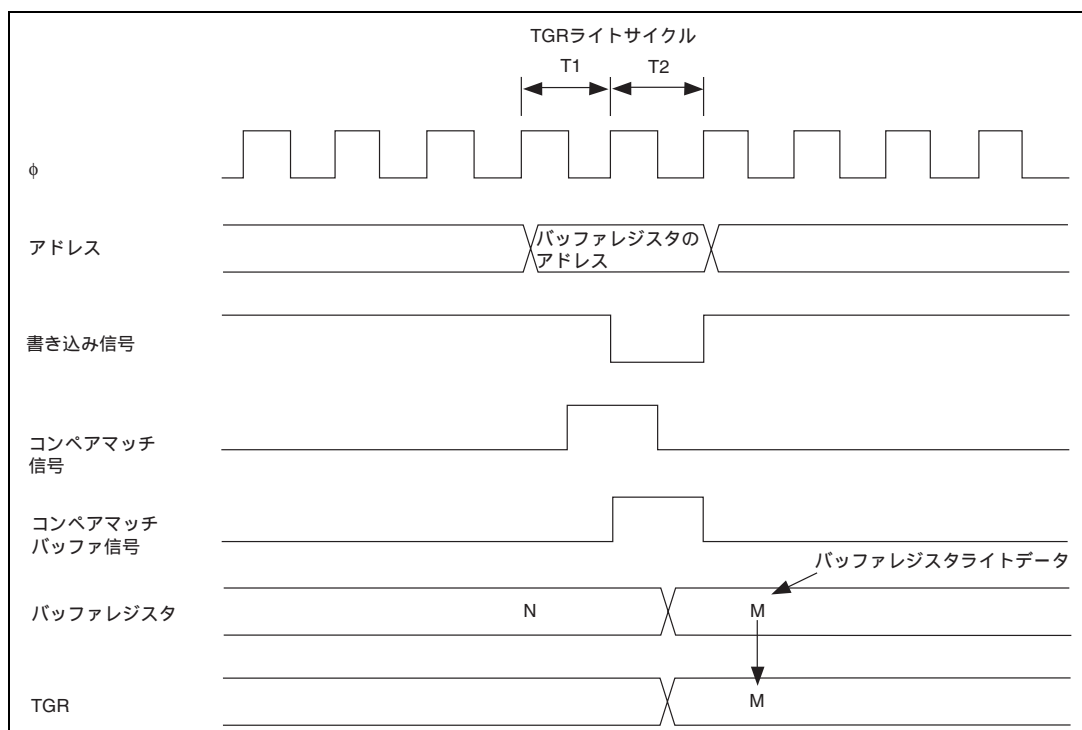 TGRライトサイクル
T1
T2
φ
アドレス
バッファレジスタの
アドレス
書き込み信号
コンペアマッチ
信号
コンペアマッチ
バッファ信号
バッファレジスタライトデータ
バッファレジスタ
N
M
TGR
M